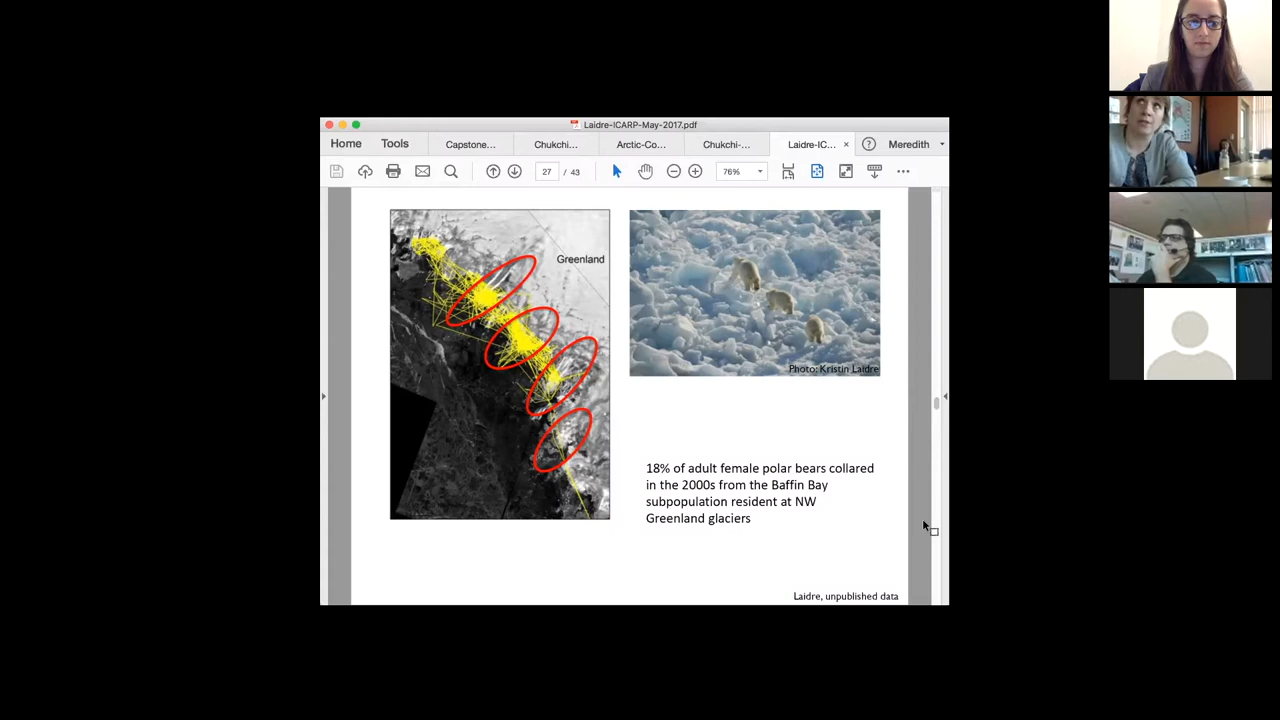 Laidre-ICARP-May-2017.pdf
Home
Tools
Capstone...
Chukchi...
Arctic-Co...
Chukchi-...
Laidre-IC...
×
?
Meredith
27 / 43
76%
Greenland
Photo: Kristin Laidre
18% of adult female polar bears collared
in the 2000s from the Baffin Bay
subpopulation resident at NW
Greenland glaciers
Laidre, unpublished data